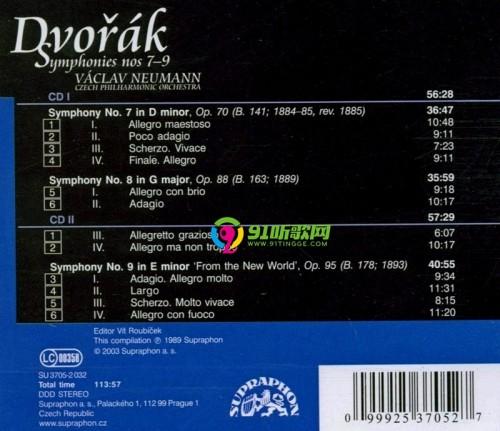 Dvořák
Symphonies nos 7–9
VÁCLAV NEUMANN
CZECH PHILHARMONIC ORCHESTRA
CD I 56:28
Symphony No. 7 in D minor, Op. 70 (B. 141; 1884–85, rev. 1885) 36:47
1 I. Allegro maestoso 10:48
2 II. Poco adagio 9:11
3 III. Scherzo. Vivace 7:23
4 IV. Finale. Allegro 9:11
Symphony No. 8 in G major, Op. 88 (B. 163; 1889) 35:59
5 I. Allegro con brio 9:18
6 II. Adagio 10:17
CD II 57:29
1 III. Allegretto grazioso 6:07
2 IV. Allegro ma non trop 10:17
91听歌网
WWW.91TINGGE.COM
Symphony No. 9 in E minor 'From the New World', Op. 95 (B. 178; 1893) 40:55
3 I. Adagio. Allegro molto 9:34
4 II. Largo 11:31
5 III. Scherzo. Molto vivace 8:15
6 IV. Allegro con fuoco 11:20
Editor Vít Roubíček
This compilation ℗ 1989 Supraphon
© 2003 Supraphon a. s.
LC 00358
SU 3705-2 032
Total time 113:57
DDD STEREO
Supraphon a. s., Palackého 1, 112 99 Prague 1
Czech Republic
www.supraphon.cz
SUPRAPHON
0 99925 37052 7